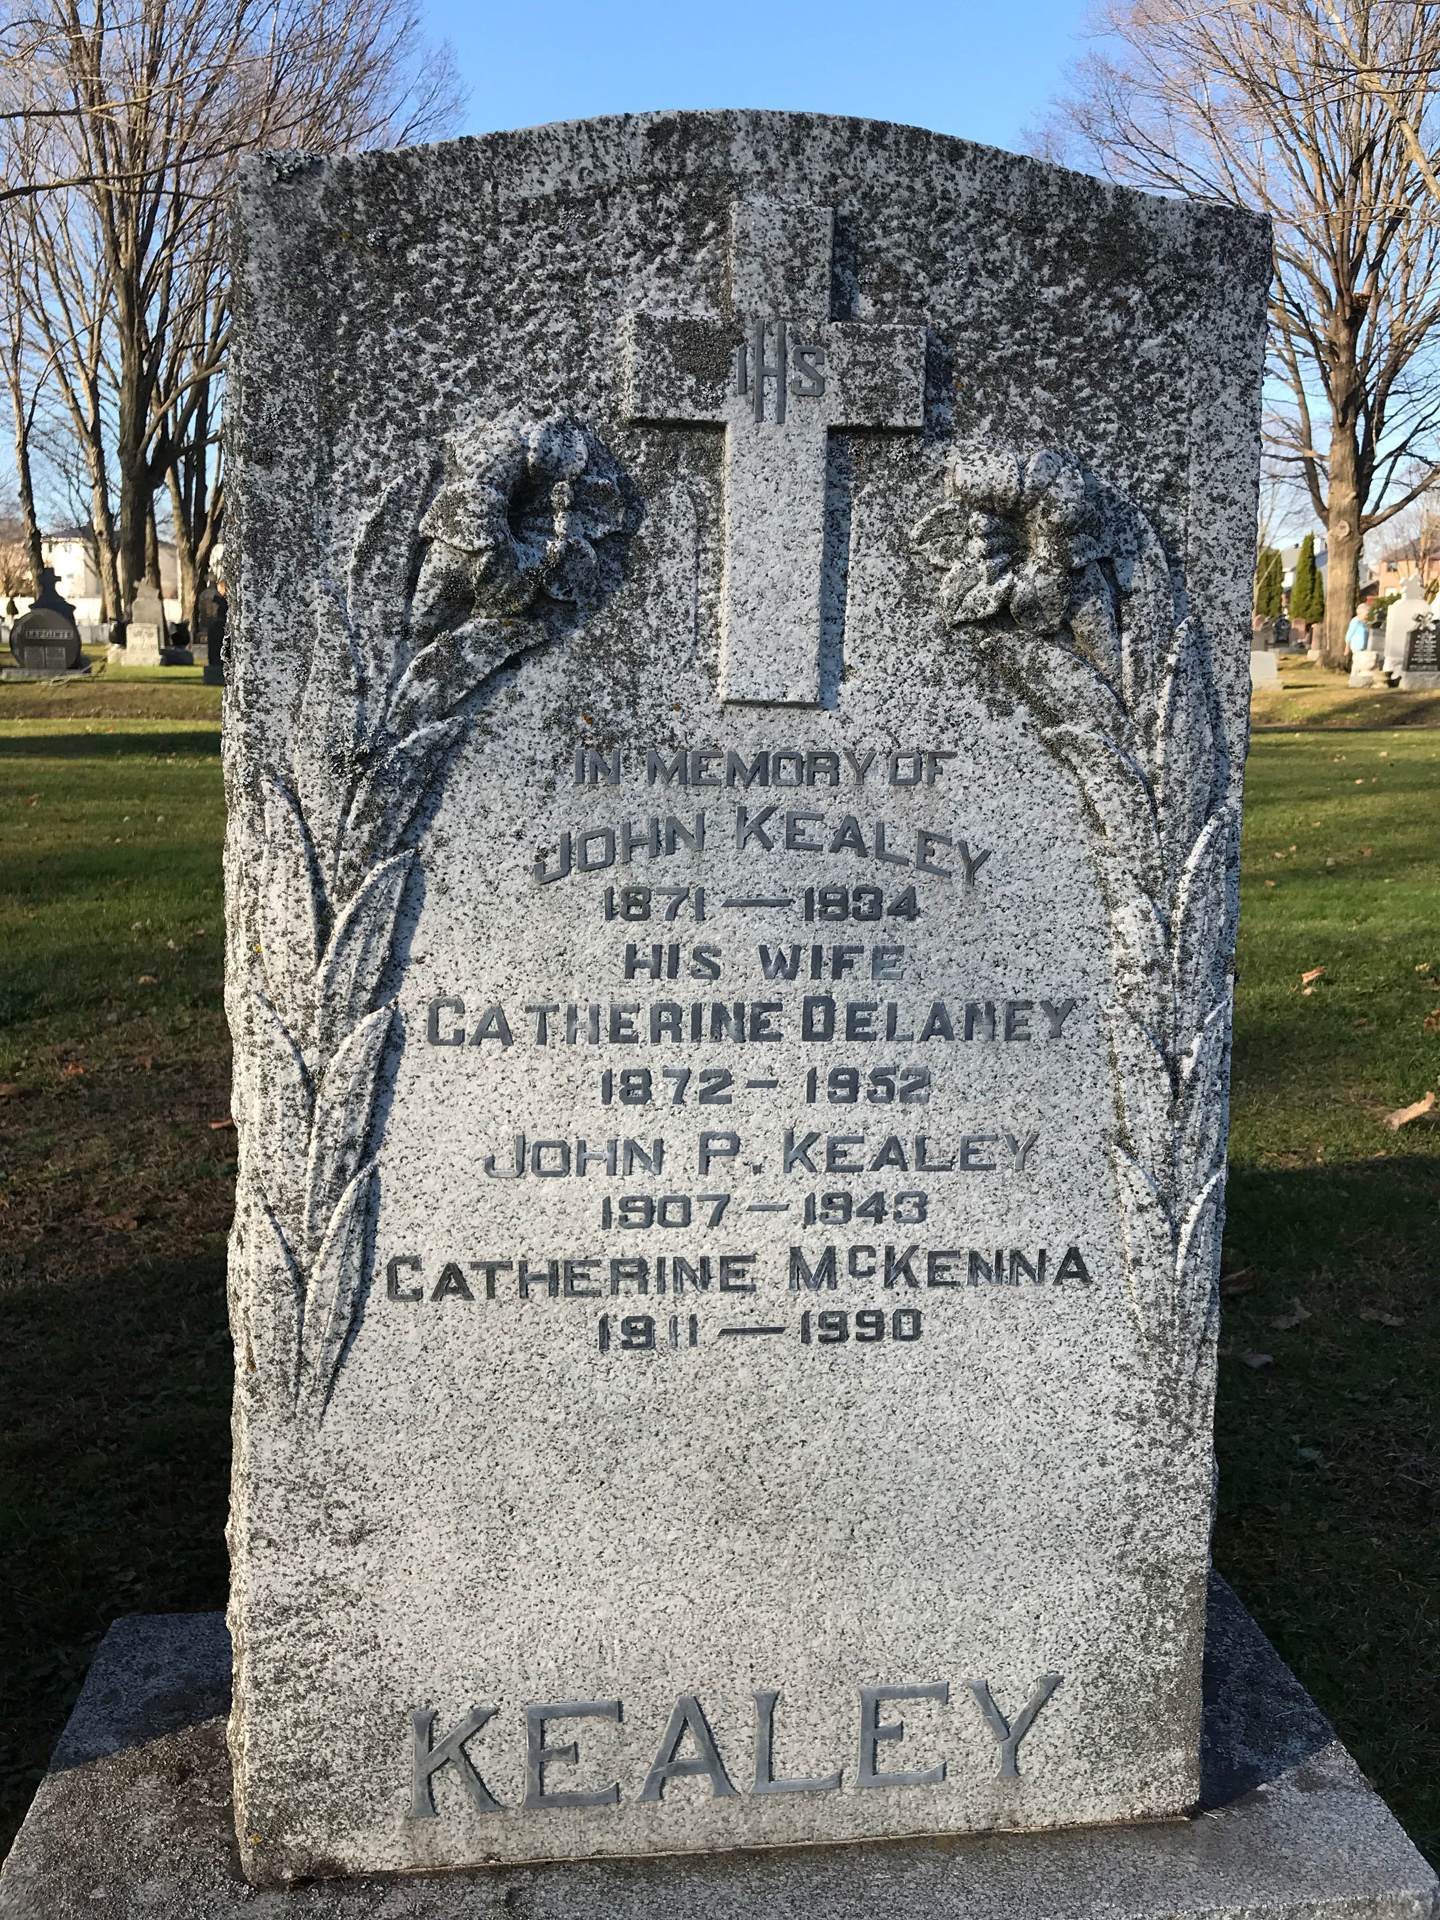 IHS
IN MEMORY OF
JOHN KEALEY
1871 — 1934
HIS WIFE
CATHERINE DELANEY
1872 — 1952
JOHN P. KEALEY
1907 — 1943
CATHERINE McKENNA
1911 — 1990
KEALEY